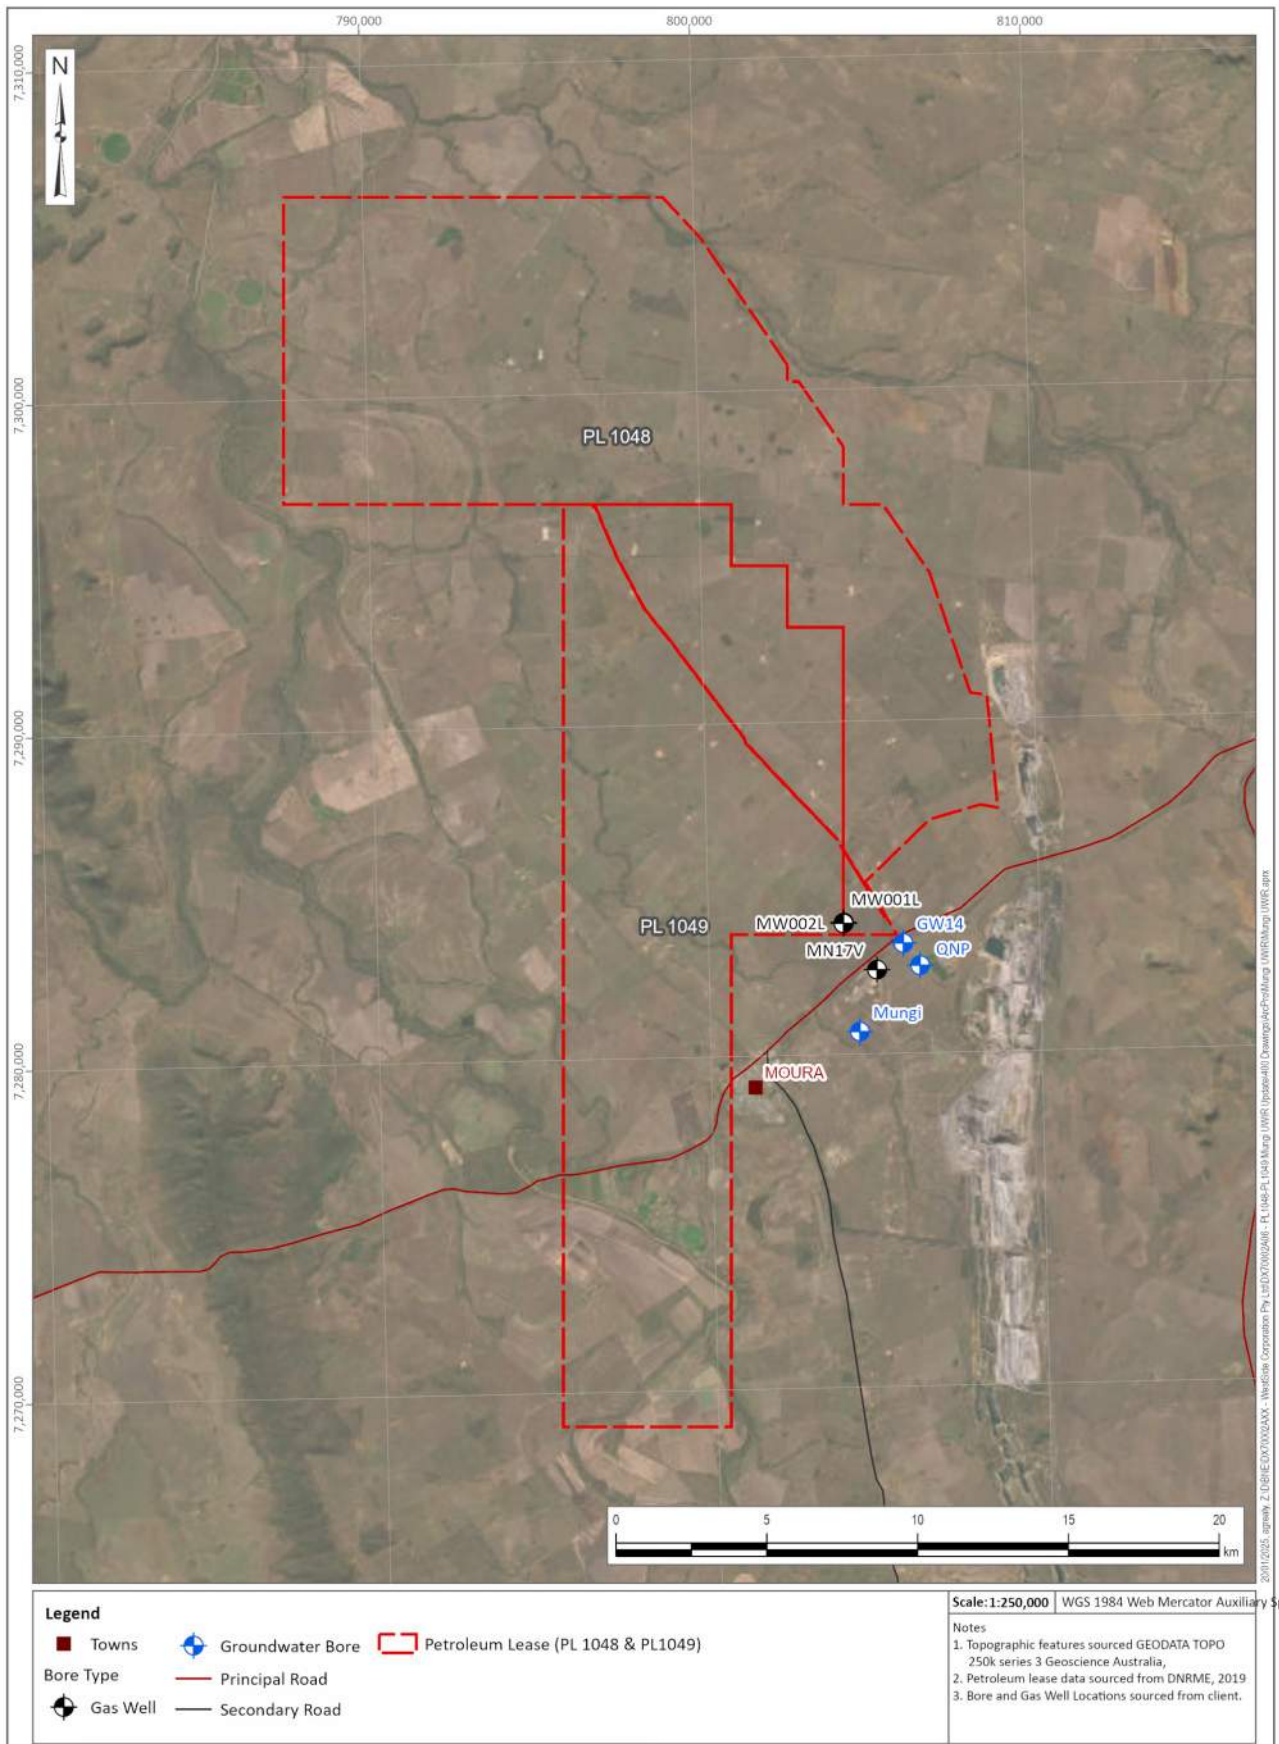 790,000
800,000
810,000
7,310,000
N
7,300,000
PL 1048
7,290,000
MW001L
MW002L
GW14
PL 1049
MN17V
QNP
Mungi
7,280,000
MOURA
7,270,000
0 5 10 15 20
km
Legend
Towns
Groundwater Bore
Petroleum Lease (PL 1048 & PL1049)
Bore Type
Principal Road
Gas Well
Secondary Road
Scale:1:250,000
WGS 1984 Web Mercator Auxiliary
Notes
1. Topographic features sourced GEODATA TOPO
250k series 3 Geoscience Australia,
2. Petroleum lease data sourced from DNRME, 2019
3. Bore and Gas Well Locations sourced from client.